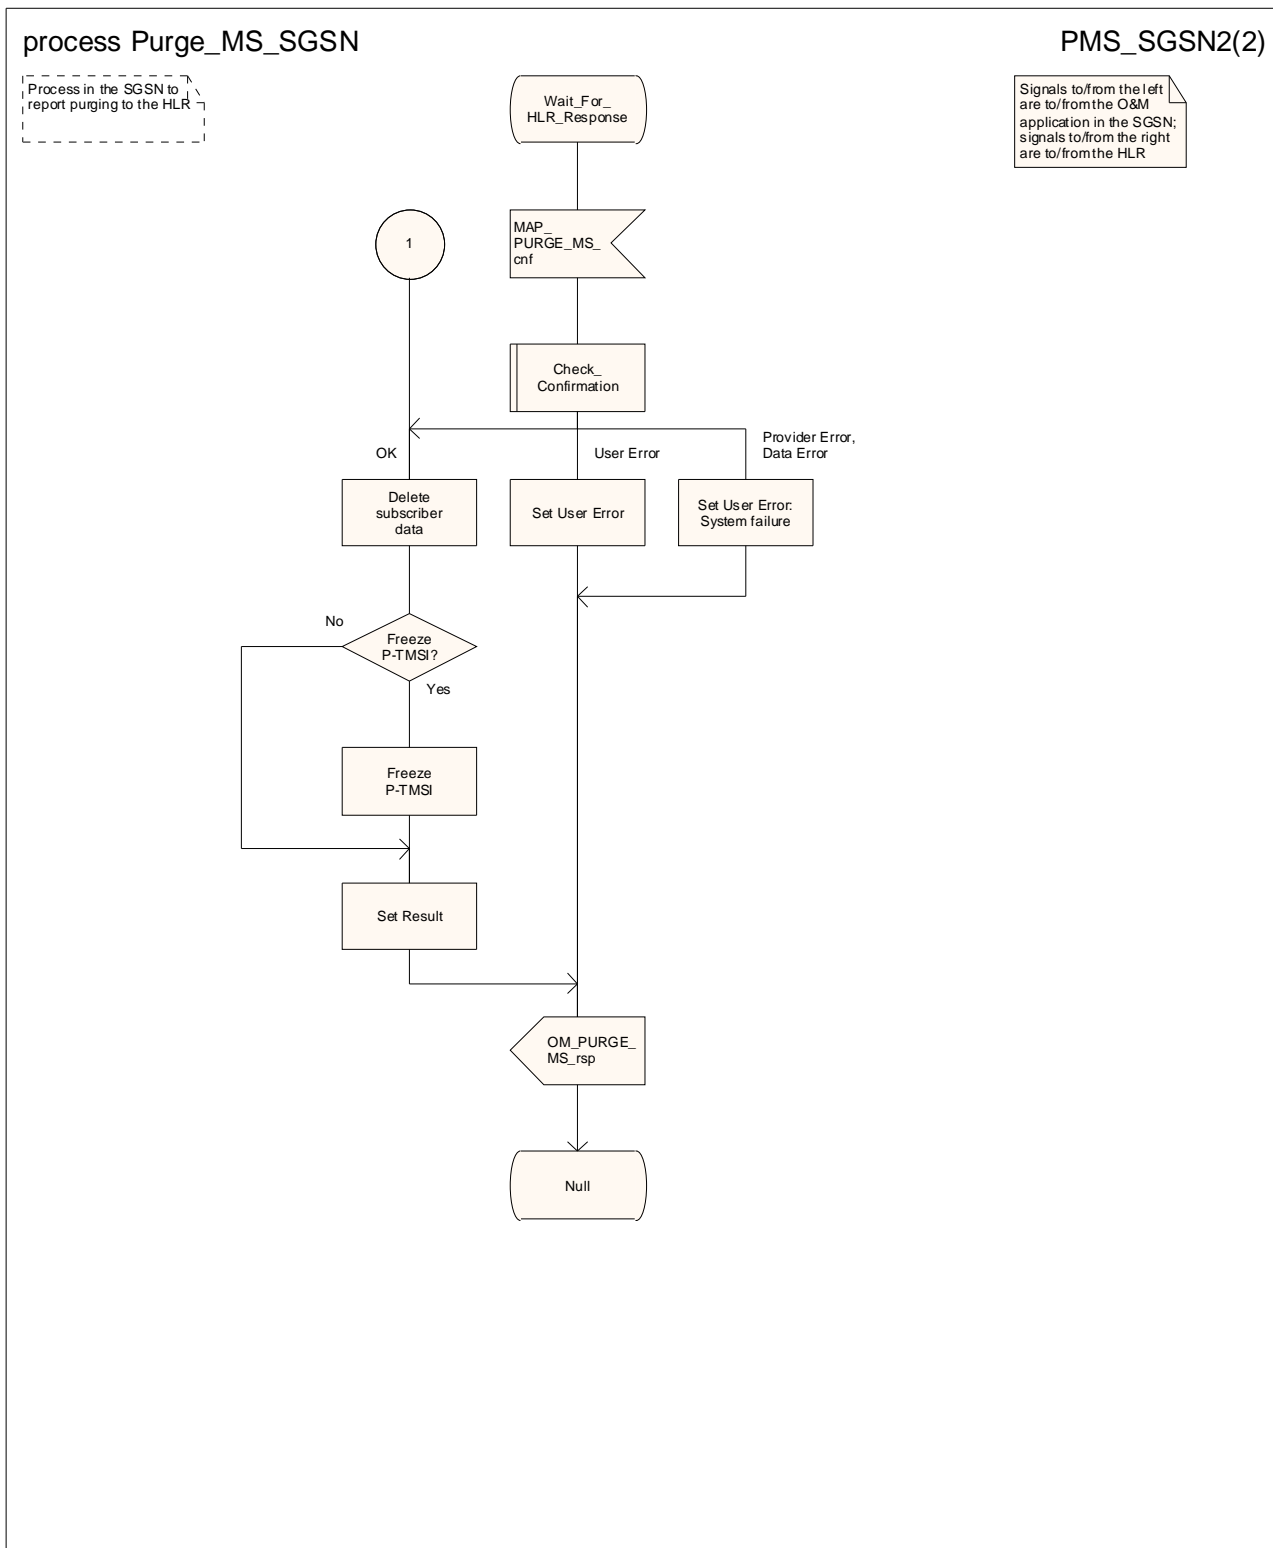 process Purge_MS_SGSN
PMS_SGSN2(2)
Process in the SGSN to
report purging to the HLR
Wait_For_
HLR_Response
Signals to/from the left
are to/from the O&M
application in the SGSN;
signals to/from the right
are to/from the HLR
1
MAP_
PURGE_MS_
cnf
Check_
Confirmation
OK
User Error
Provider Error,
Data Error
Delete
subscriber
data
Set User Error
Set User Error:
System failure
No
Freeze
P-TMSI?
Yes
Freeze
P-TMSI
Set Result
OM_PURGE_
MS_rsp
Null